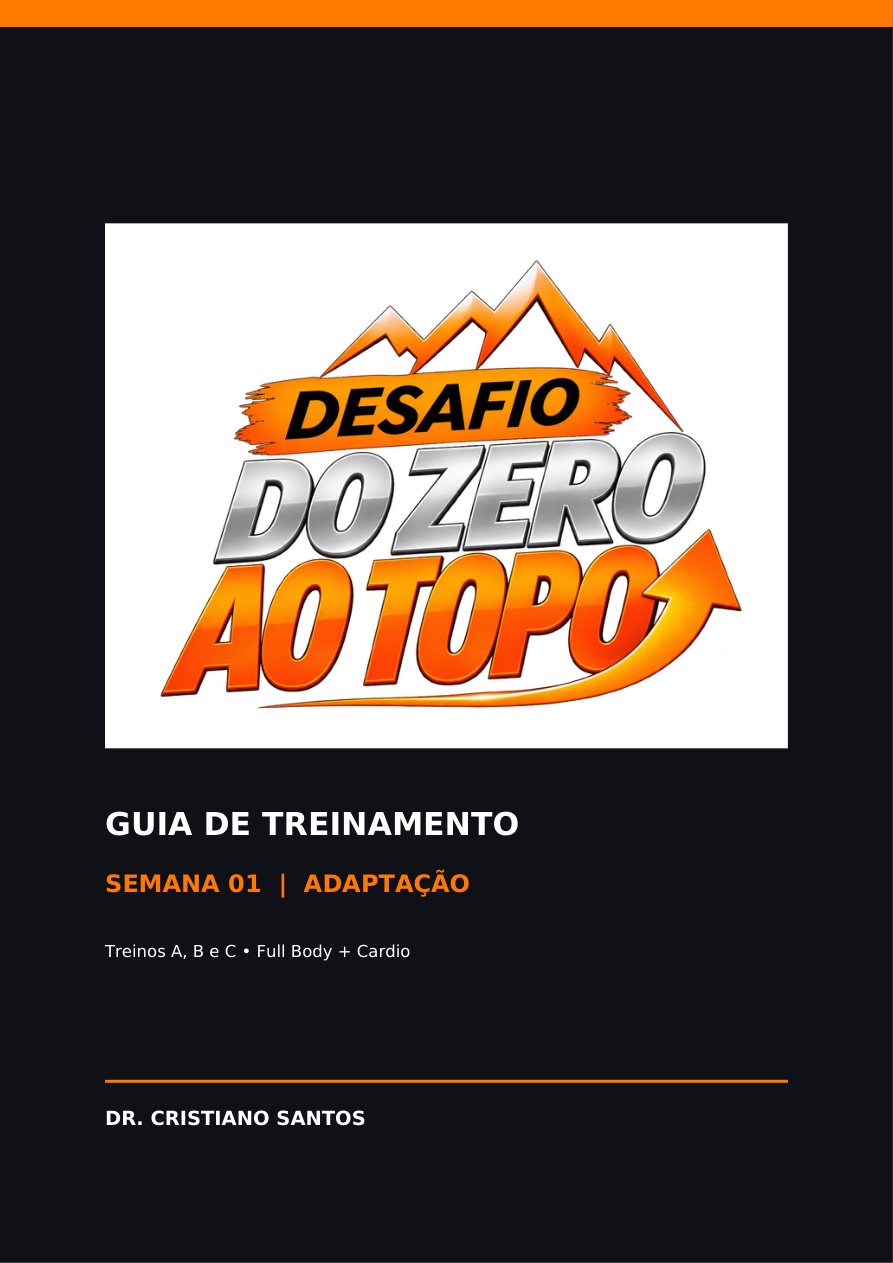 DESAFIO
DO ZERO
AO TOPO
GUIA DE TREINAMENTO
SEMANA 01 | ADAPTAÇÃO
Treinos A, B e C • Full Body + Cardio
DR. CRISTIANO SANTOS